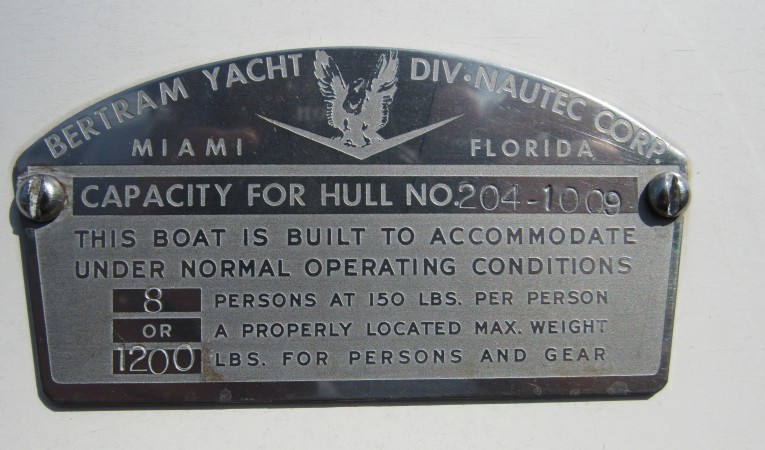 BERTRAM YACHT DIV·NAUTEC CORP.
MIAMI FLORIDA
CAPACITY FOR HULL NO. 204-1009
THIS BOAT IS BUILT TO ACCOMMODATE
UNDER NORMAL OPERATING CONDITIONS
8 PERSONS AT 150 LBS. PER PERSON
OR A PROPERLY LOCATED MAX. WEIGHT
1200 LBS. FOR PERSONS AND GEAR